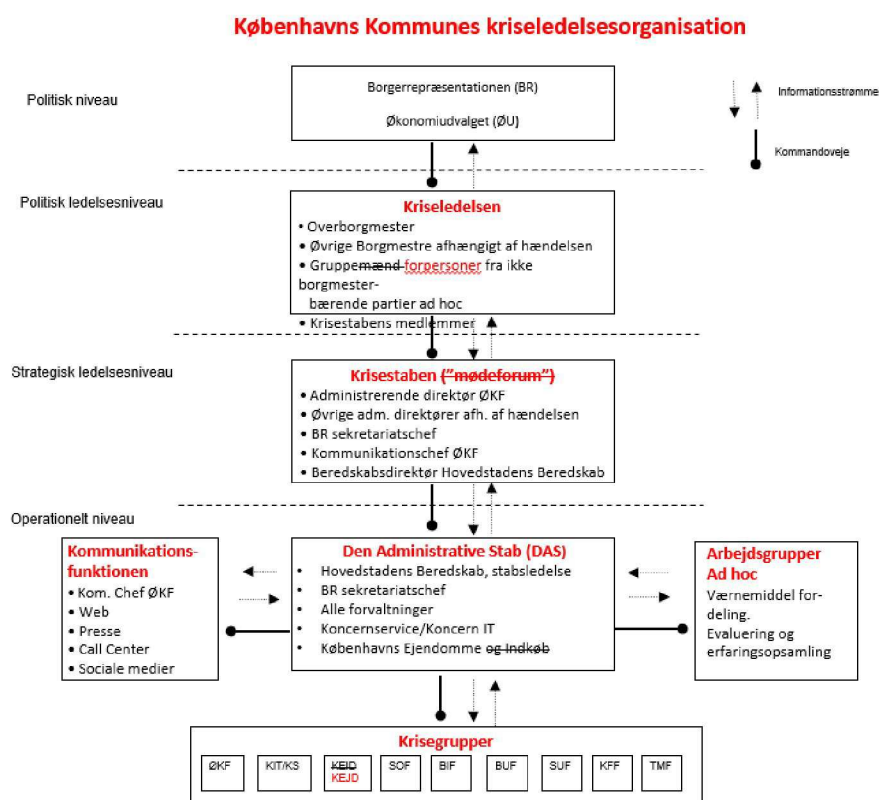 Københavns Kommunes kriseledelsesorganisation
Politisk niveau
Borgerrepræsentationen (BR)
Økonomiudvalget (ØU)
Informationsstrømme
Kommandoveje
Politisk ledelsesniveau
Kriseledelsen
• Overborgmester
• Øvrige Borgmestre afhængigt af hændelsen
• Gruppemænd forpersoner fra ikke
borgmester-
bærende partier ad hoc
• Krisestabens medlemmer
Strategisk ledelsesniveau
Krisestaben ("mødeforum")
• Administrerende direktør ØKF
• Øvrige adm. direktører afh. af hændelsen
• BR sekretariatschef
• Kommunikationschef ØKF
• Beredskabsdirektør Hovedstadens Beredskab
Operationelt niveau
Kommunikations-
funktionen
• Kom. Chef ØKF
• Web
• Presse
• Call Center
• Sociale medier
Den Administrative Stab (DAS)
• Hovedstadens Beredskab, stabsledelse
• BR sekretariatschef
• Alle forvaltninger
• Koncernservice/Koncern IT
• Københavns Ejendomme og Indkøb
Arbejdsgrupper
Ad hoc
Værnemiddel for-
deling.
Evaluering og
erfaringsopsamling
Krisegrupper
ØKF
KIT/KS
KEID
KEJD
SOF
BIF
BUF
SUF
KFF
TMF